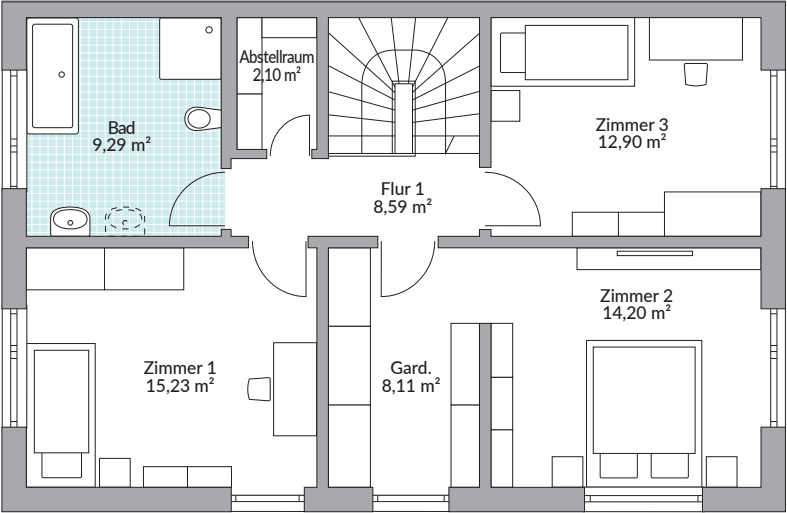 Abstellraum
2,10 m²
Bad
9,29 m²
Zimmer 3
12,90 m²
Flur 1
8,59 m²
Zimmer 2
14,20 m²
Zimmer 1
15,23 m²
Gard.
8,11 m²